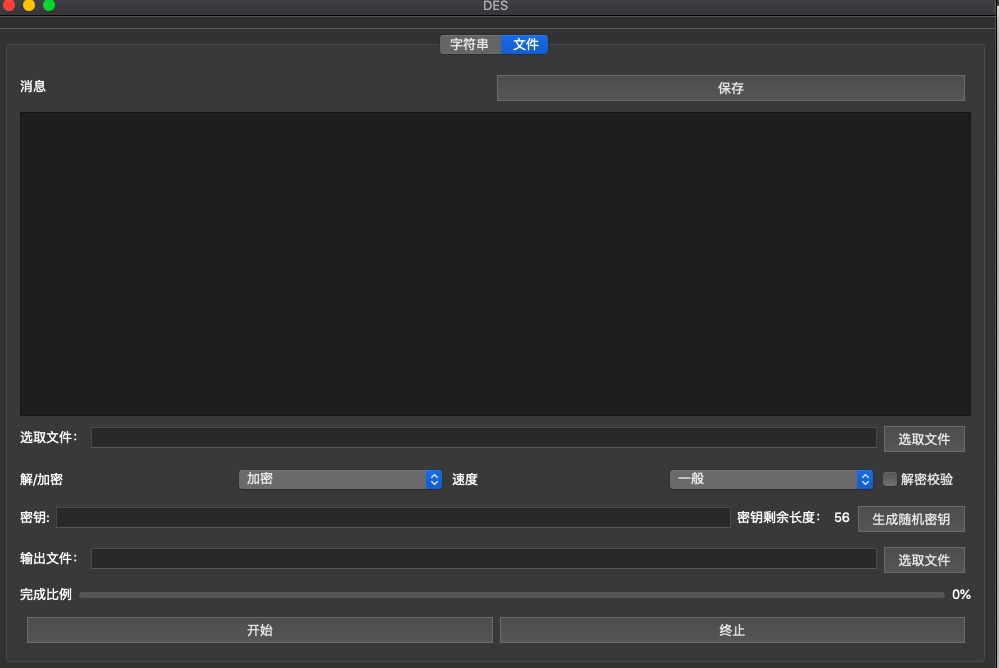 DES
字符串 文件
消息 保存
选取文件： 选取文件
解/加密 加密 速度 一般 解密校验
密钥: 密钥剩余长度： 56 生成随机密钥
输出文件： 选取文件
完成比例 0%
开始 终止